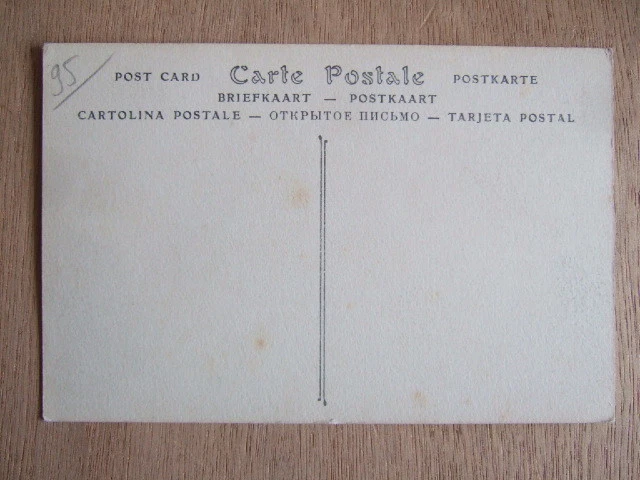 95
POST CARD Carte Postale POSTKARTE
BRIEFKAART — POSTKAART
CARTOLINA POSTALE — ОТКРЫТОЕ ПИСЬМО — TARJETA POSTAL